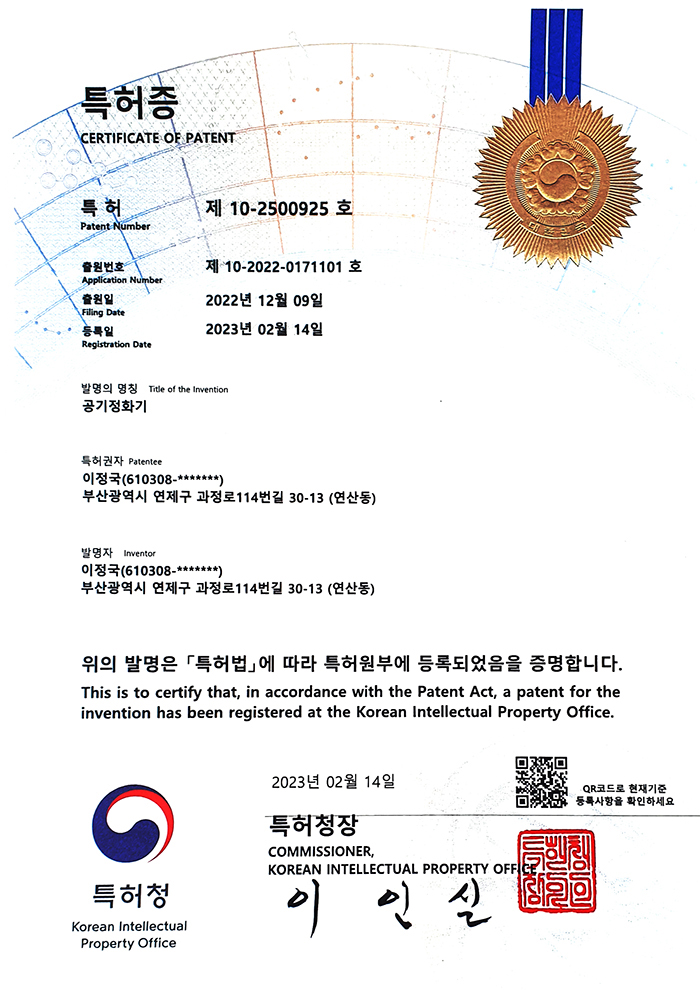 특허증
CERTIFICATE OF PATENT
특 허 제 10-2500925 호
Patent Number
출원번호 제 10-2022-0171101 호
Application Number
출원일 2022년 12월 09일
Filing Date
등록일 2023년 02월 14일
Registration Date
발명의 명칭 Title of the Invention
공기정화기
특허권자 Patentee
이정국(610308-*******)
부산광역시 연제구 과정로114번길 30-13 (연산동)
발명자 Inventor
이정국(610308-*******)
부산광역시 연제구 과정로114번길 30-13 (연산동)
위의 발명은 「특허법」에 따라 특허원부에 등록되었음을 증명합니다.
This is to certify that, in accordance with the Patent Act, a patent for the
invention has been registered at the Korean Intellectual Property Office.
2023년 02월 14일
QR코드로 현재기준
등록사항을 확인하세요
특허청장
COMMISSIONER,
KOREAN INTELLECTUAL PROPERTY OFFICE
이 인 실
특허청
Korean Intellectual
Property Office